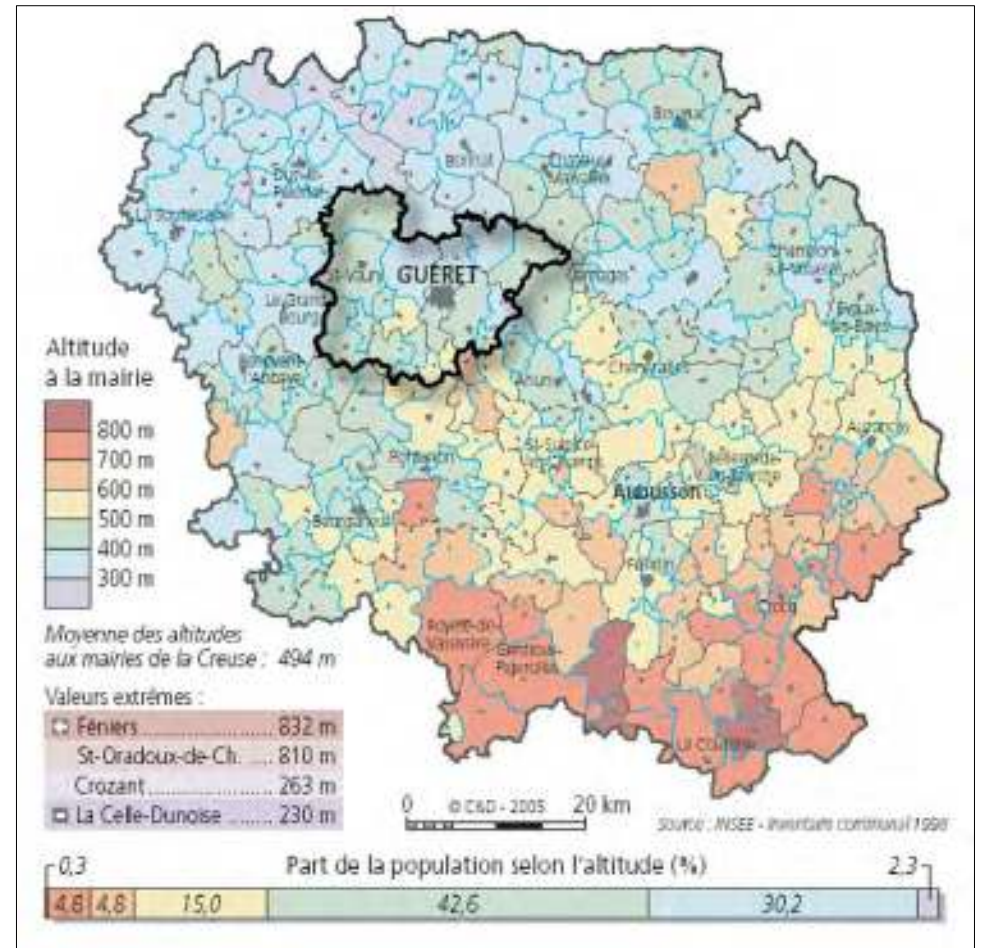 Boussac
Bonnat
Châtelus
Malvaleix
Dun-le-
Palestel
La Souterraine
GUÉRET
Le Grand
Bourg
Jarnages
Chambon
sur-Voueize
Évaux
les-Bains
Bénévent
Abbaye
Ahun
Chénérailles
Auzances
Pontarion
St-Sulpice
les-Champs
Bellegarde
en-Marche
Aubusson
Bourganeuf
Felletin
Crocq
Royère-de-
Vassivière
Gentioux-
Pigerolles
La Courtine
Altitude
à la mairie
800 m
700 m
600 m
500 m
400 m
300 m
Moyenne des altitudes
aux mairies de la Creuse : 494 m
Valeurs extrêmes :
Féniers ........................ 832 m
St-Oradoux-de-Ch. .... 810 m
Crozant ...................... 263 m
La Celle-Dunoise ....... 230 m
0 © C&D - 2005 20 km
Source : INSEE - Inventaire communal 1998
0,3 Part de la population selon l'altitude (%) 2,3
4,8 4,8 15,0 42,6 30,2